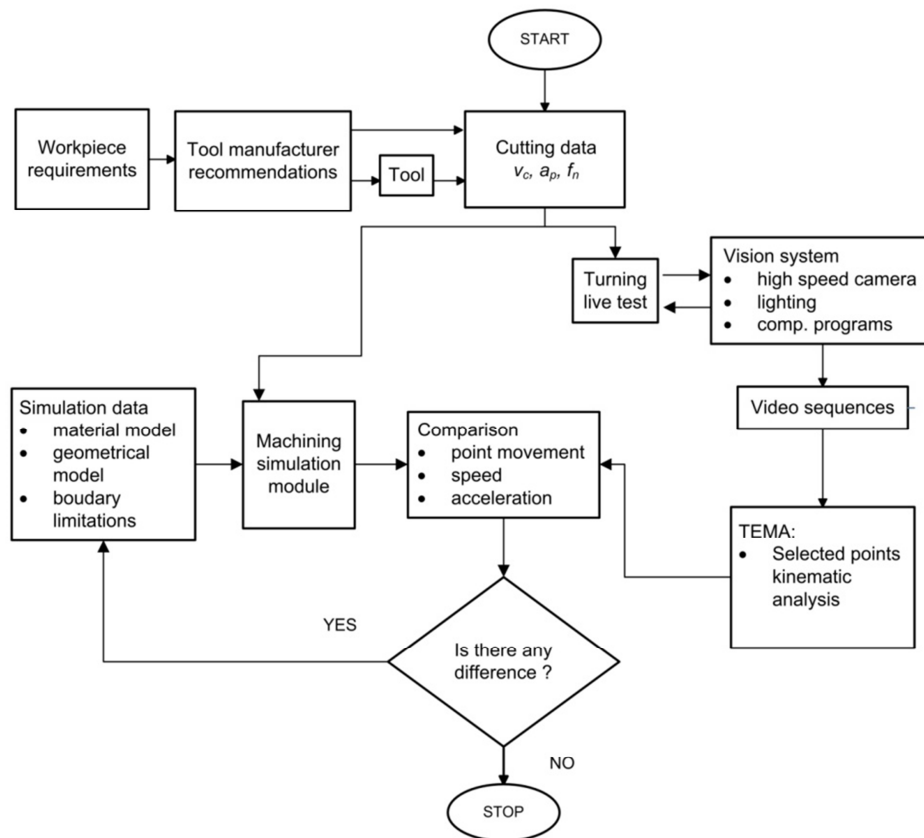 START
Workpiece
requirements
Tool manufacturer
recommendations
Tool
Cutting data
vc, ap, fn
Turning
live test
Vision system
• high speed camera
• lighting
• comp. programs
Video sequences
Simulation data
• material model
• geometrical
model
• boudary
limitations
Machining
simulation
module
Comparison
• point movement
• speed
• acceleration
TEMA:
• Selected points
kinematic
analysis
YES
Is there any
difference ?
NO
STOP